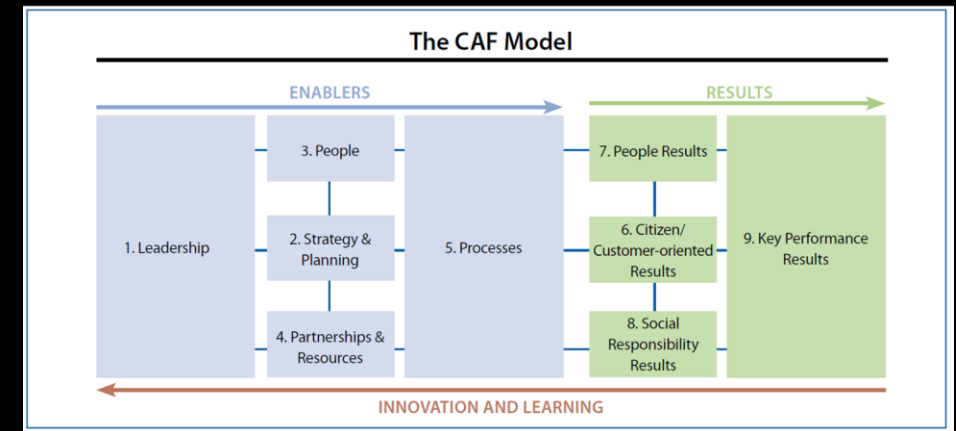 The CAF Model
ENABLERS
RESULTS
1. Leadership
3. People
2. Strategy &
Planning
4. Partnerships &
Resources
5. Processes
7. People Results
6. Citizen/
Customer-oriented
Results
8. Social
Responsibility
Results
9. Key Performance
Results
INNOVATION AND LEARNING